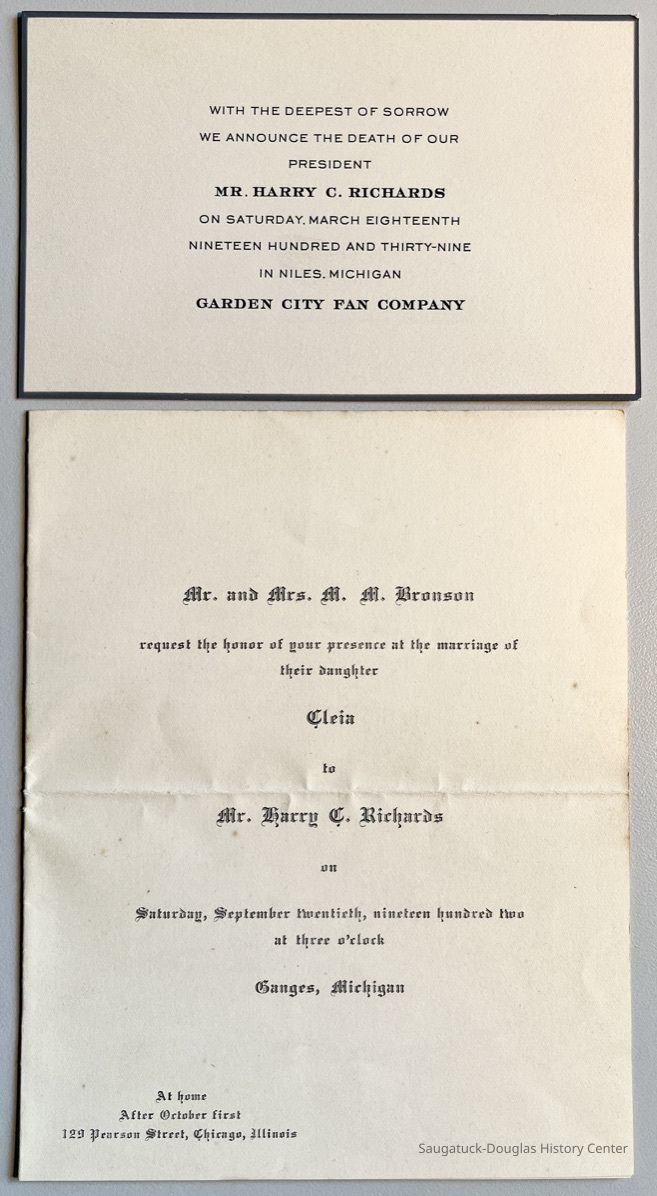 WITH THE DEEPEST OF SORROW
WE ANNOUNCE THE DEATH OF OUR
PRESIDENT
MR. HARRY C. RICHARDS
ON SATURDAY, MARCH EIGHTEENTH
NINETEEN HUNDRED AND THIRTY-NINE
IN NILES, MICHIGAN
GARDEN CITY FAN COMPANY
Mr. and Mrs. M. M. Bronson
request the honor of your presence at the marriage of
their daughter
Cleia
to
Mr. Harry C. Richards
on
Saturday, September twentieth, nineteen hundred two
at three o'clock
Ganges, Michigan
At home
After October first
129 Pearson Street, Chicago, Illinois
Saugatuck-Douglas History Center